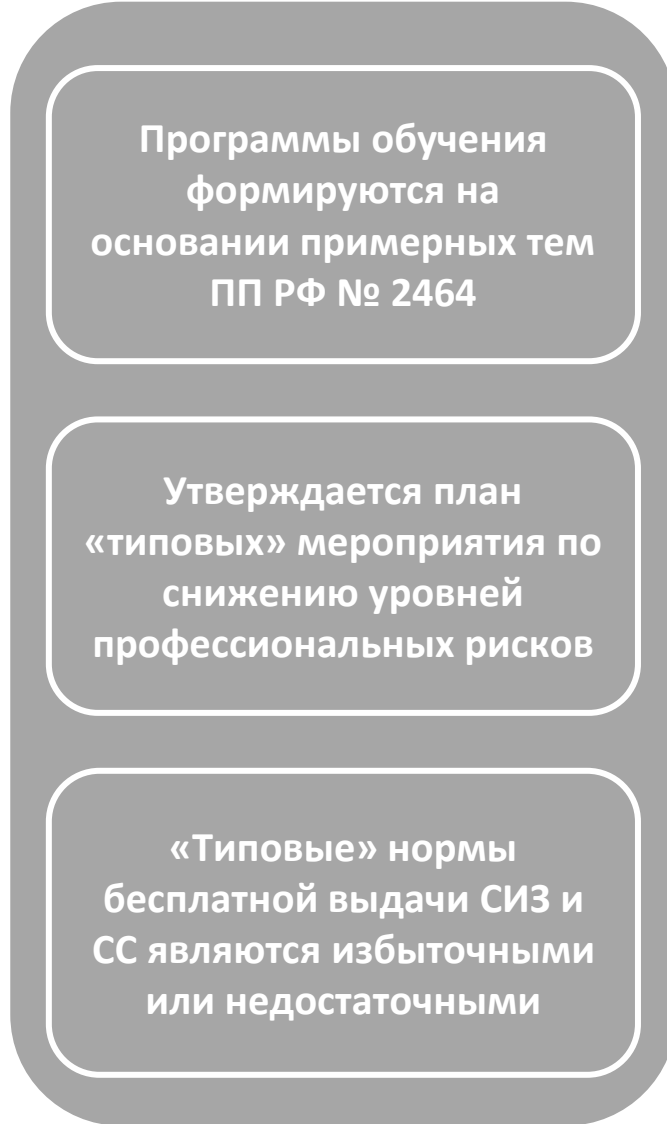 Программы обучения
формируются на
основании примерных тем
ПП РФ № 2464
Утверждается план
«типовых» мероприятия по
снижению уровней
профессиональных рисков
«Типовые» нормы
бесплатной выдачи СИЗ и
СС являются избыточными
или недостаточными